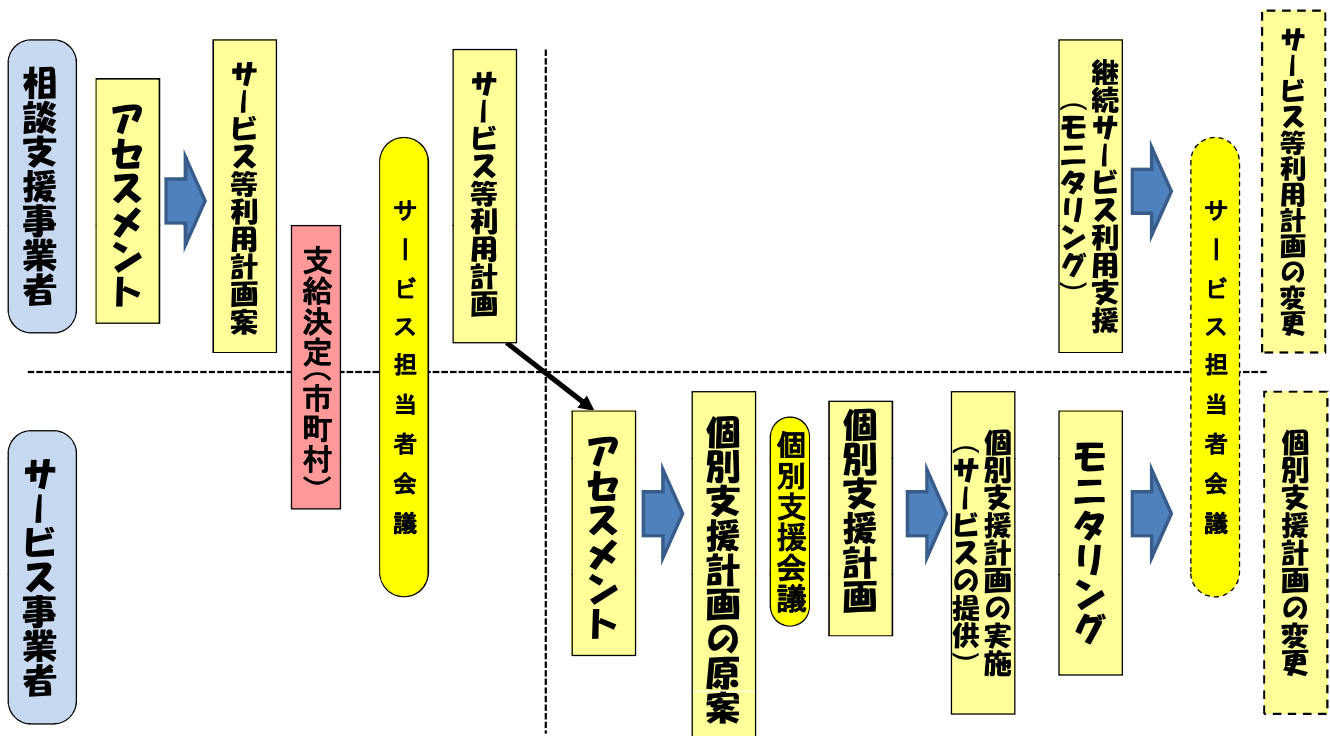 相談支援事業者
アセスメント
サービス等利用計画案
支給決定(市町村)
サービス担当者会議
サービス等利用計画
継続サービス利用支援
(モニタリング)
サービス担当者会議
サービス等利用計画の変更
サービス事業者
アセスメント
個別支援計画の原案
個別支援会議
個別支援計画
個別支援計画の実施
(サービスの提供)
モニタリング
個別支援計画の変更